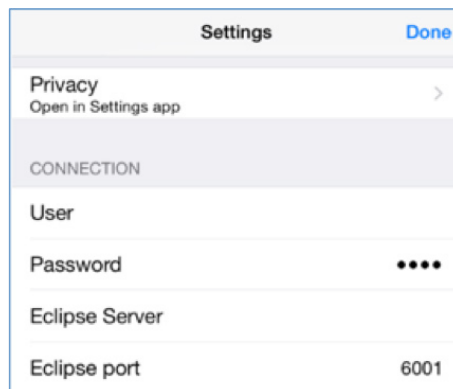 Settings Done
Privacy
Open in Settings app
CONNECTION
User
Password ••••
Eclipse Server
Eclipse port 6001